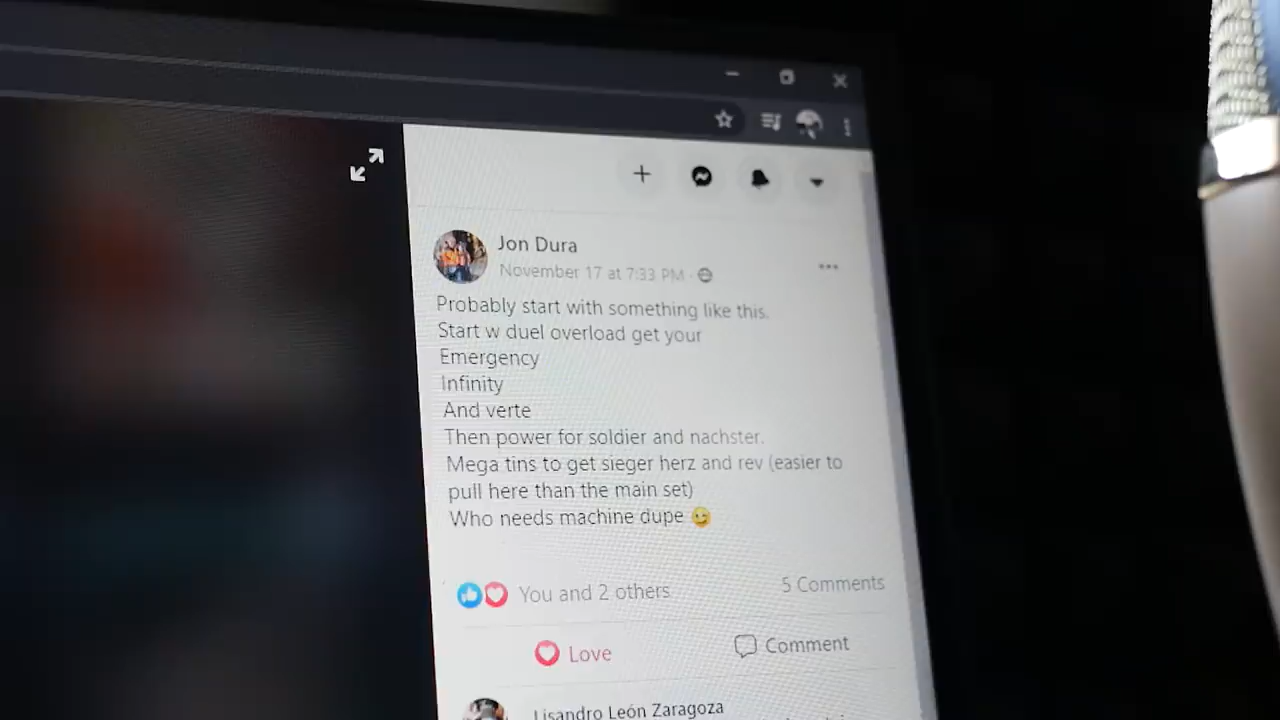 Jon Dura
November 17 at 7:33 PM ·
Probably start with something like this.
Start w duel overload get your
Emergency
Infinity
And verte
Then power for soldier and nachster.
Mega tins to get sieger herz and rev (easier to
pull here than the main set)
Who needs machine dupe 😉
You and 2 others
5 Comments
Love
Comment
Lisandro León Zaragoza